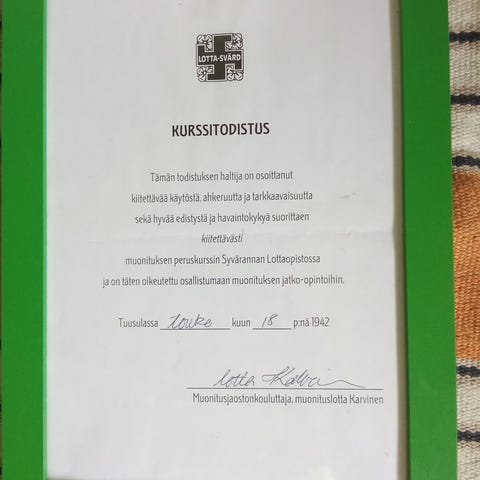 LOTTA-SVÄRD
KURSSITODISTUS
Tämän todistuksen haltija on osoittanut
kiitettävää käytöstä, ahkeruutta ja tarkkaavaisuutta
sekä hyvää edistystä ja havaintokykyä suorittaen
kiitettävästi
muonituksen peruskurssin Syvärannan Lottaopistossa
ja on täten oikeutettu osallistumaan muonituksen jatko-opintoihin.
Tuusulassa touko kuun 18 p:nä 1942
Lotta Karvinen
Muonitusjaostonkouluttaja, muonituslotta Karvinen